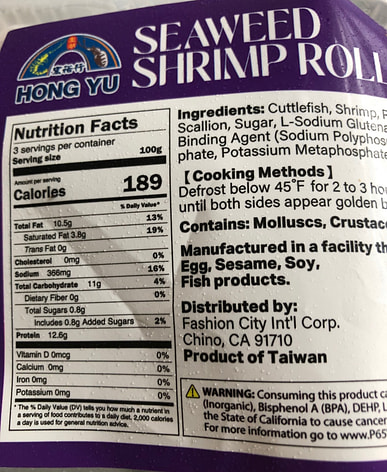 SEAWEED
SHRIMP ROLL
HONG YU
Nutrition Facts
3 servings per container
Serving size 100g
Amount per serving
Calories 189
% Daily Value*
Total Fat 10.5g 13%
Saturated Fat 3.8g 19%
Trans Fat 0g
Cholesterol 0mg 0%
Sodium 366mg 16%
Total Carbohydrate 11g 4%
Dietary Fiber 0g 0%
Total Sugars 0.8g
Includes 0.8g Added Sugars 2%
Protein 12.6g
Vitamin D 0mcg 0%
Calcium 0mg 0%
Iron 0mg 0%
Potassium 0mg 0%
* The % Daily Value (DV) tells you how much a nutrient in
a serving of food contributes to a daily diet. 2,000 calories
a day is used for general nutrition advice.
Ingredients: Cuttlefish, Shrimp,
Scallion, Sugar, L-Sodium
Binding Agent (Sodium Polyphos
phate, Potassium Metaphosphate
【Cooking Methods】
Defrost below 45°F for 2 to 3 ho
until both sides appear golden b
Contains: Molluscs, Crustac
Manufactured in a facility th
Egg, Sesame, Soy,
Fish products.
Distributed by:
Fashion City Int'l Corp.
Chino, CA 91710
Product of Taiwan
WARNING: Consuming this product ca
(Inorganic), Bisphenol A (BPA), DEHP, L
the State of California to cause cancer
For more information go to www.P65